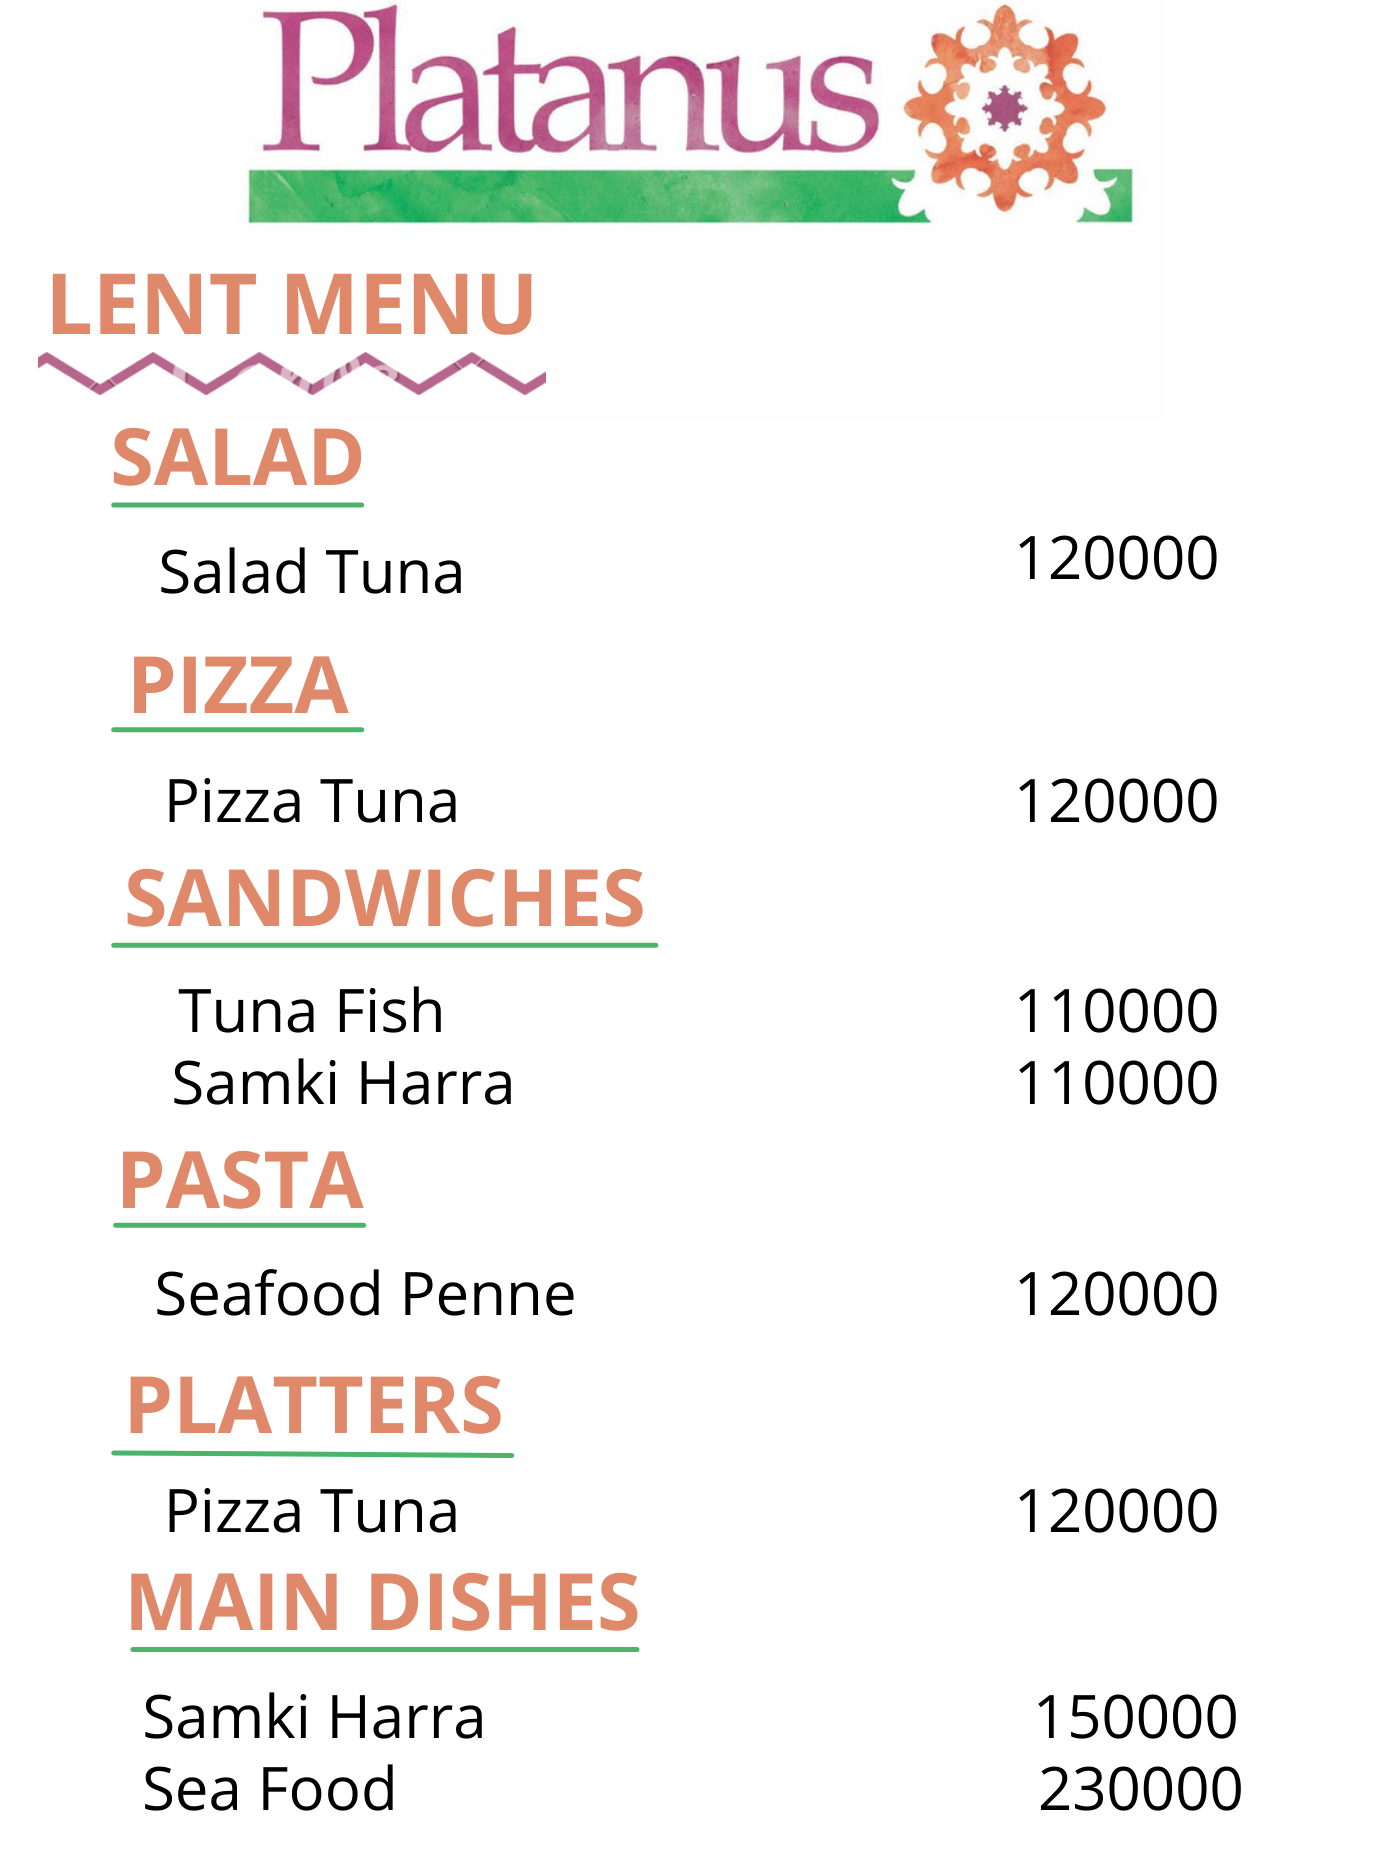 Platanus
LENT MENU
SALAD
Salad Tuna 120000
PIZZA
Pizza Tuna 120000
SANDWICHES
Tuna Fish 110000
Samki Harra 110000
PASTA
Seafood Penne 120000
PLATTERS
Pizza Tuna 120000
MAIN DISHES
Samki Harra 150000
Sea Food 230000